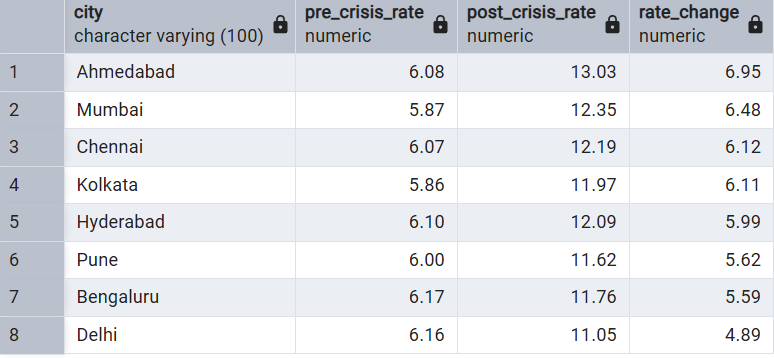 city pre_crisis_rate post_crisis_rate rate_change
character varying (100) numeric numeric numeric
1 Ahmedabad 6.08 13.03 6.95
2 Mumbai 5.87 12.35 6.48
3 Chennai 6.07 12.19 6.12
4 Kolkata 5.86 11.97 6.11
5 Hyderabad 6.10 12.09 5.99
6 Pune 6.00 11.62 5.62
7 Bengaluru 6.17 11.76 5.59
8 Delhi 6.16 11.05 4.89